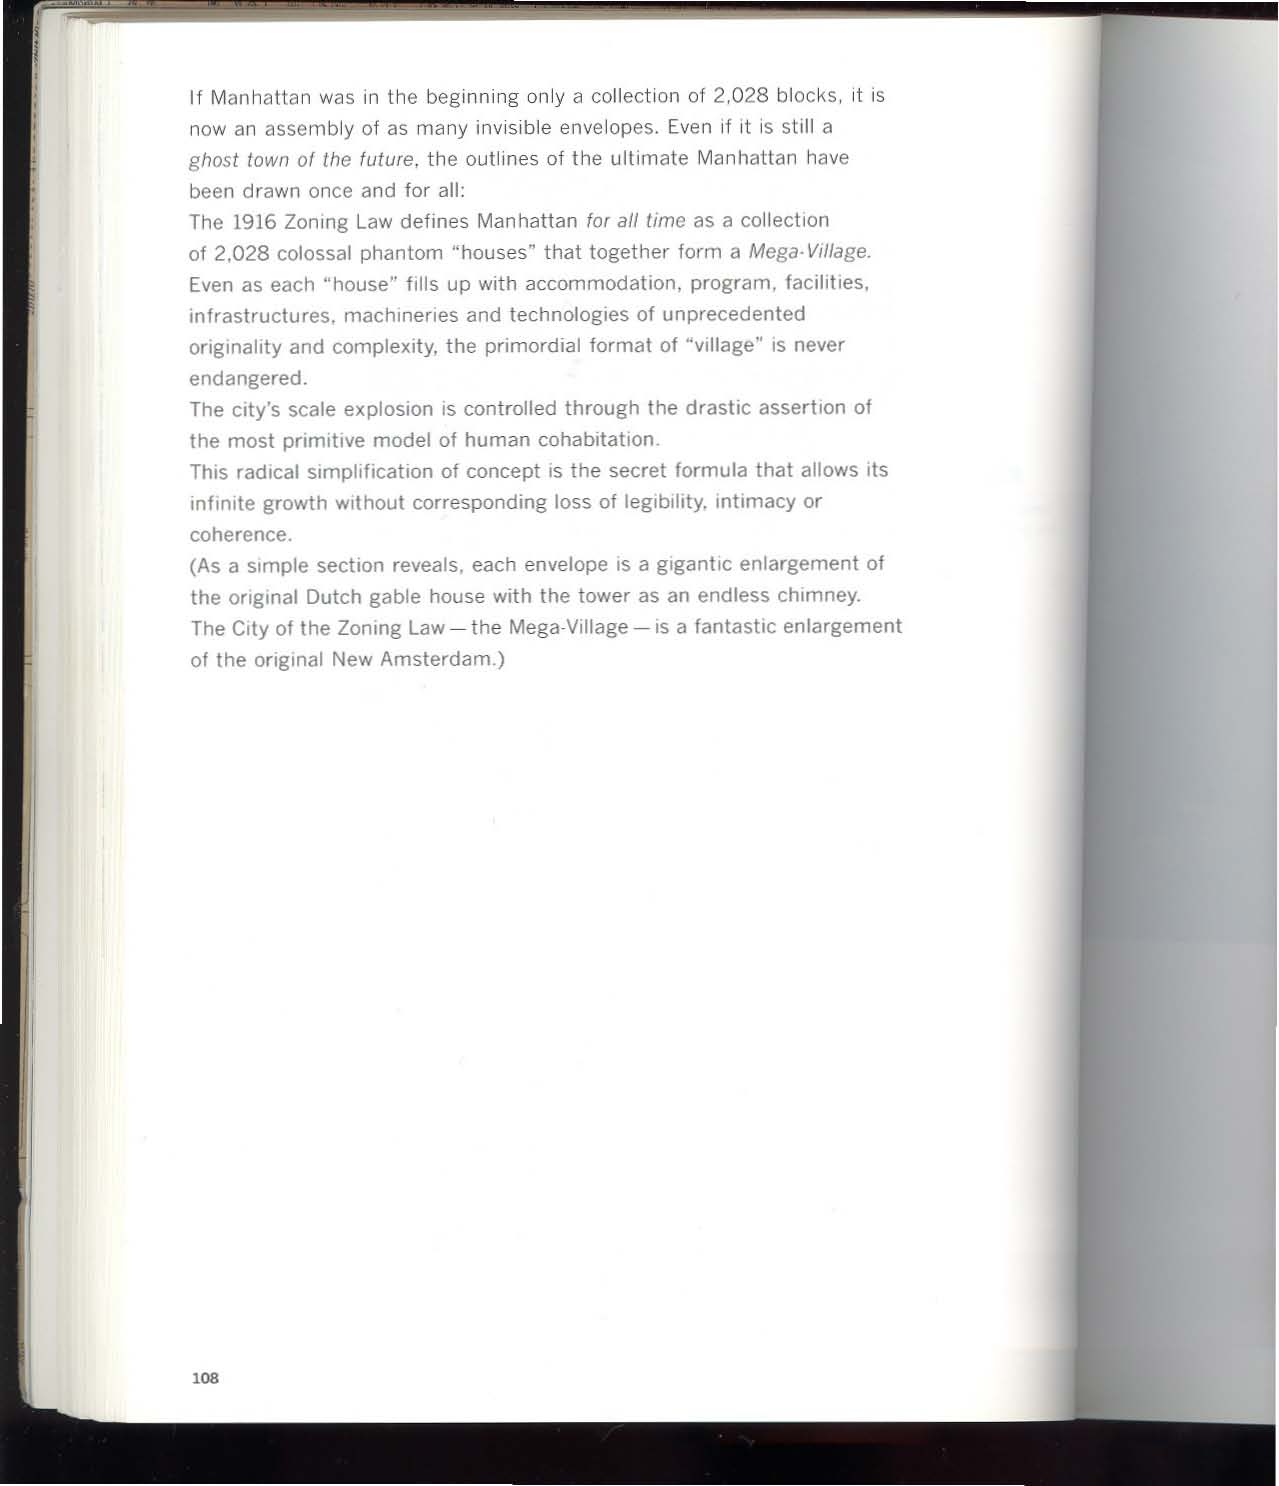 If Manhattan was in the beginning only a collection of 2,028 blocks, it is
now an assembly of as many invisible envelopes. Even if it is still a
ghost town of the future, the outlines of the ultimate Manhattan have
been drawn once and for all:
The 1916 Zoning Law defines Manhattan for all time as a collection
of 2,028 colossal phantom “houses” that together form a Mega-Village.
Even as each “house” fills up with accommodation, program, facilities,
infrastructures, machineries and technologies of unprecedented
originality and complexity, the primordial format of “village” is never
endangered.
The city’s scale explosion is controlled through the drastic assertion of
the most primitive model of human cohabitation.
This radical simplification of concept is the secret formula that allows its
infinite growth without corresponding loss of legibility, intimacy or
coherence.
(As a simple section reveals, each envelope is a gigantic enlargement of
the original Dutch gable house with the tower as an endless chimney.
The City of the Zoning Law — the Mega-Village — is a fantastic enlargement
of the original New Amsterdam.)
108